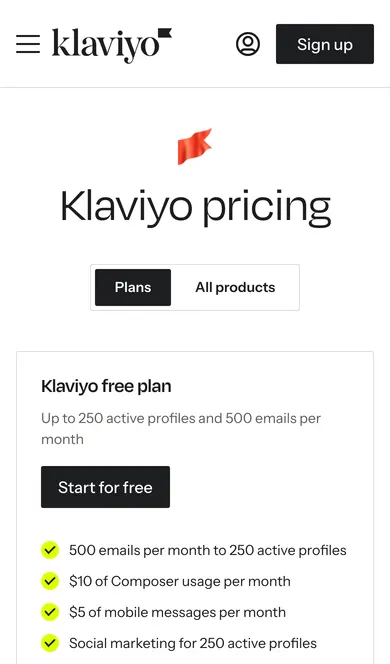 klaviyo
Sign up
Klaviyo pricing
Plans
All products
Klaviyo free plan
Up to 250 active profiles and 500 emails per
month
Start for free
500 emails per month to 250 active profiles
$10 of Composer usage per month
$5 of mobile messages per month
Social marketing for 250 active profiles